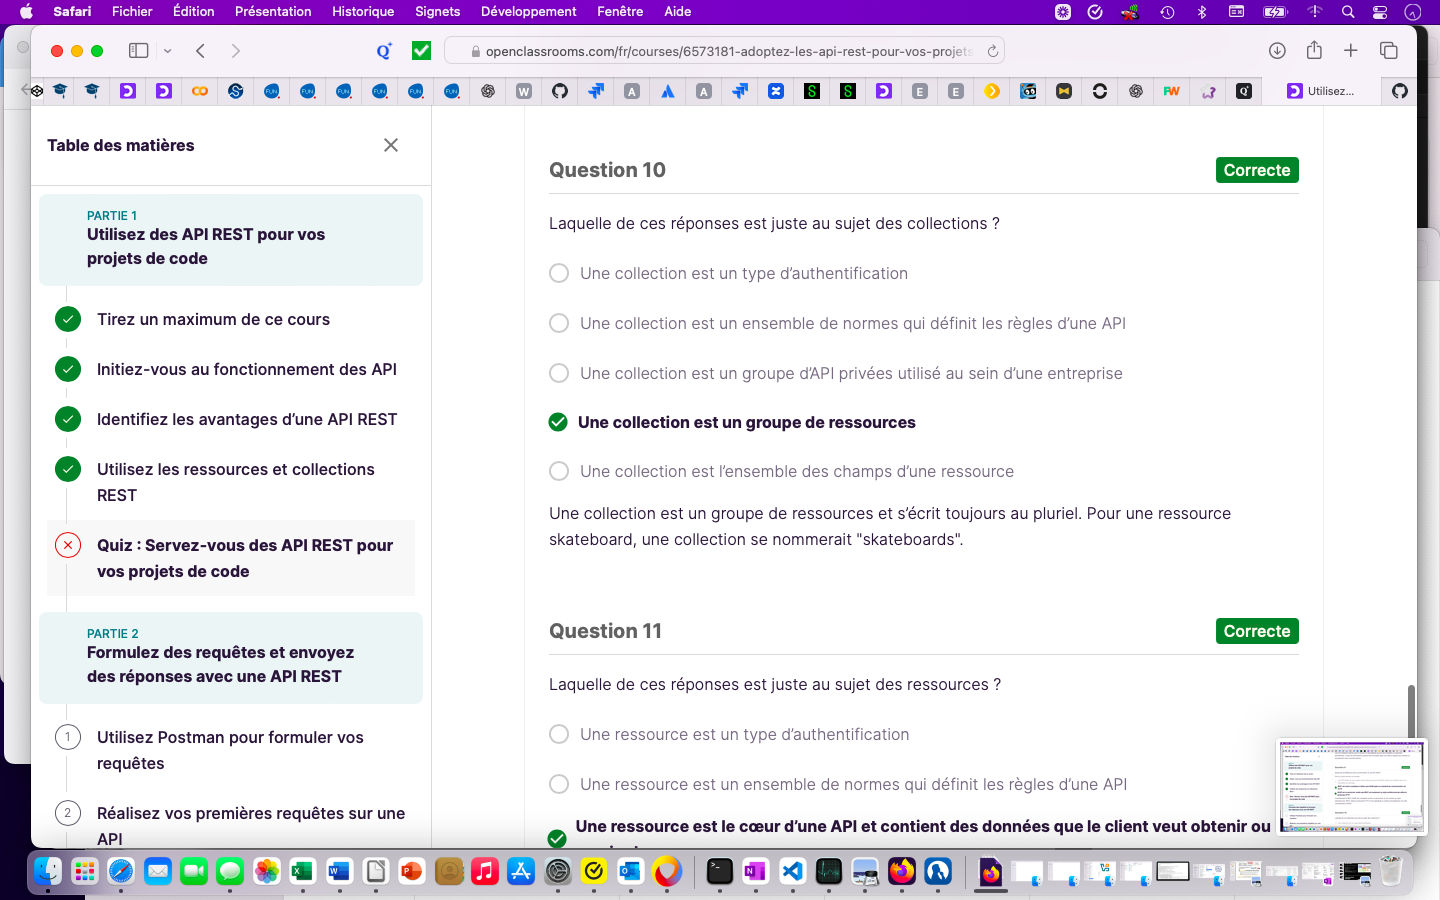 Safari Fichier Édition Présentation Historique Signets Développement Fenêtre Aide
openclassrooms.com/fr/courses/6573181-adoptez-les-api-rest-pour-vos-projets
Utilisez...
Table des matières
PARTIE 1
Utilisez des API REST pour vos
projets de code
Tirez un maximum de ce cours
Initiez-vous au fonctionnement des API
Identifiez les avantages d’une API REST
Utilisez les ressources et collections
REST
Quiz : Servez-vous des API REST pour
vos projets de code
PARTIE 2
Formulez des requêtes et envoyez
des réponses avec une API REST
1
Utilisez Postman pour formuler vos
requêtes
2
Réalisez vos premières requêtes sur une
API
Question 10
Correcte
Laquelle de ces réponses est juste au sujet des collections ?
Une collection est un type d’authentification
Une collection est un ensemble de normes qui définit les règles d’une API
Une collection est un groupe d’API privées utilisé au sein d’une entreprise
Une collection est un groupe de ressources
Une collection est l’ensemble des champs d’une ressource
Une collection est un groupe de ressources et s’écrit toujours au pluriel. Pour une ressource
skateboard, une collection se nommerait "skateboards".
Question 11
Correcte
Laquelle de ces réponses est juste au sujet des ressources ?
Une ressource est un type d’authentification
Une ressource est un ensemble de normes qui définit les règles d’une API
Une ressource est le cœur d’une API et contient des données que le client veut obtenir ou